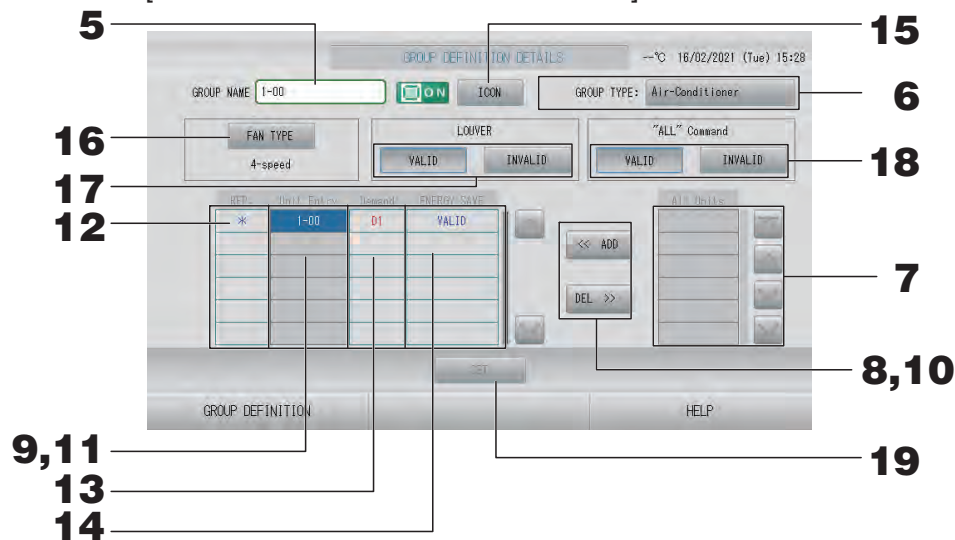 [ ]
5
15
GROUP DEFINITION DETAILS
--℃ 16/02/2021 (Tue) 15:28
GROUP NAME 1-00
ON
ICON
GROUP TYPE: Air-Conditioner
6
16
FAN TYPE
4-speed
LOUVER
VALID INVALID
"ALL" Command
VALID INVALID
18
17
12
REP. Unit Entry Demand ENERGY SAVE
* 1-00 D1 VALID
All Units
<< ADD
DEL >>
7
8,10
SET
GROUP DEFINITION
HELP
9,11
19
13
14